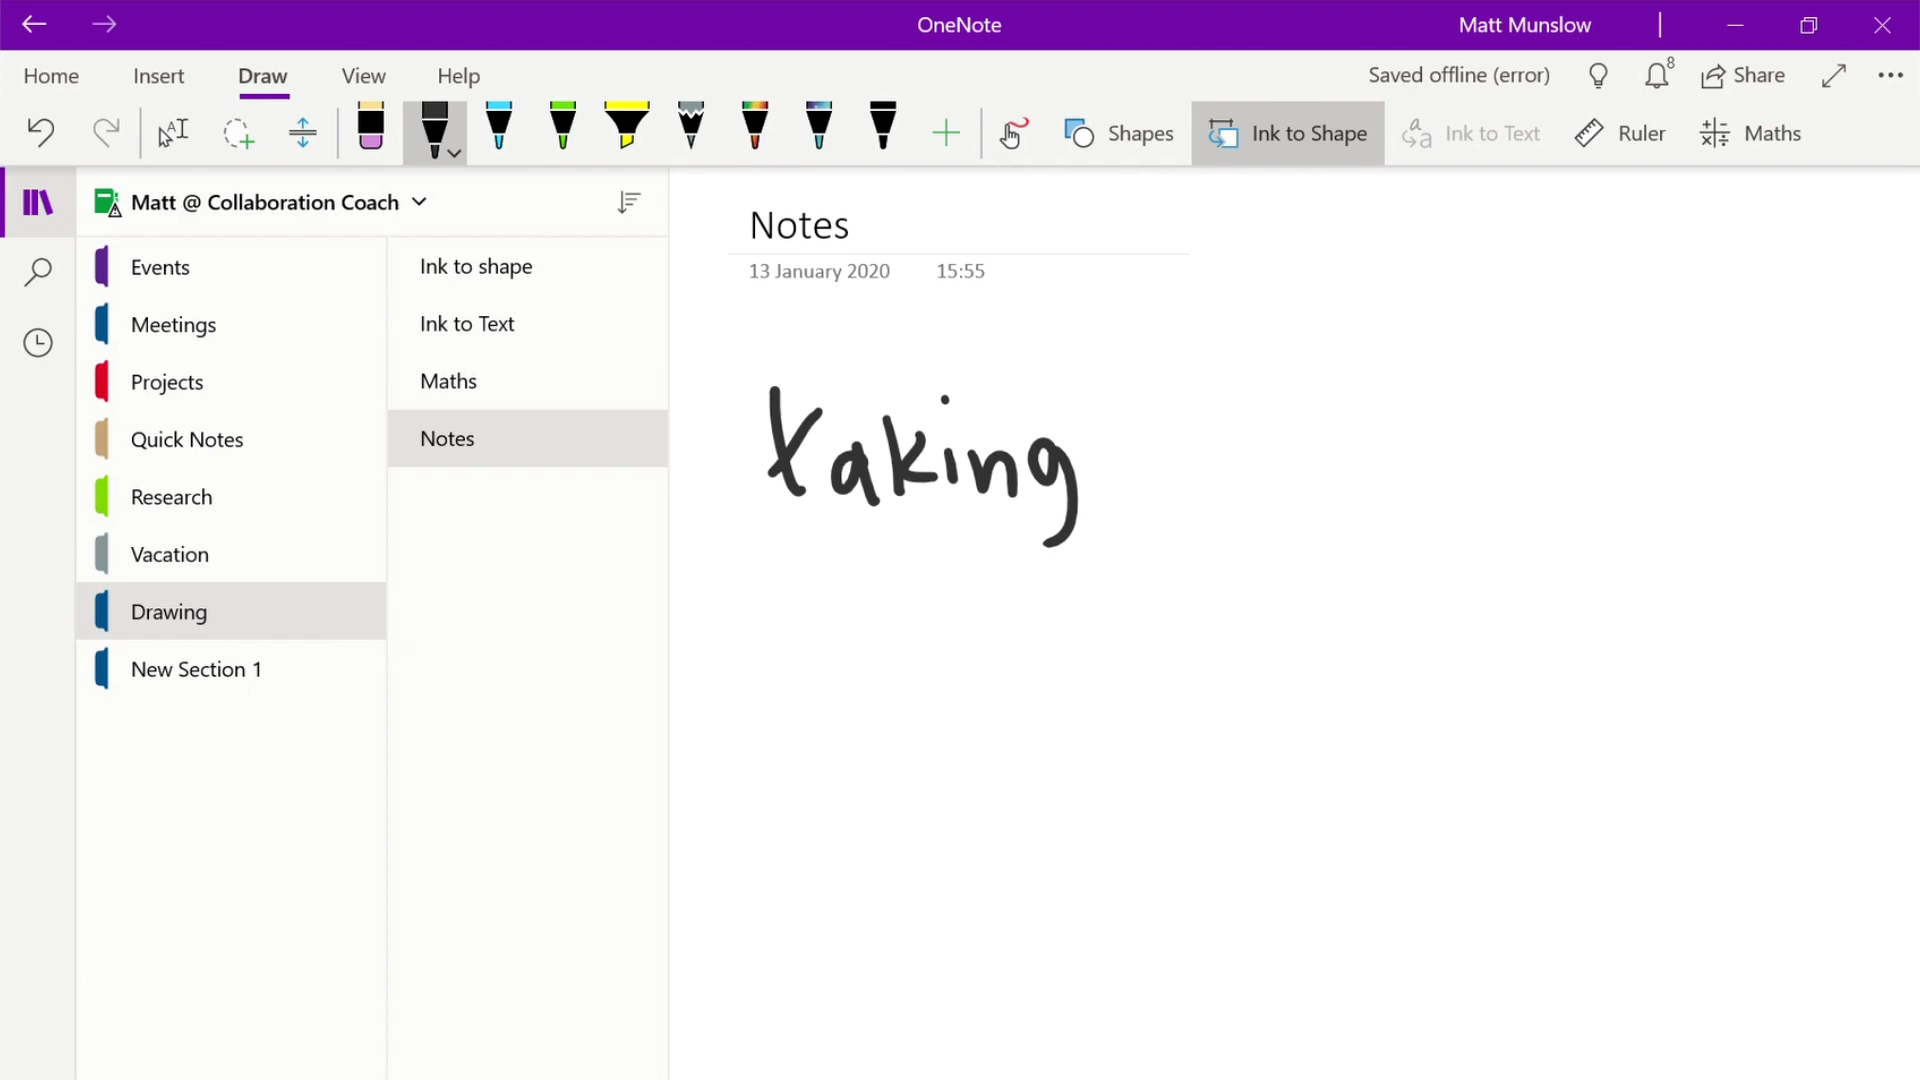 OneNote
Matt Munslow
Home Insert Draw View Help
Saved offline (error)
8
Share
Shapes
Ink to Shape
Ink to Text
Ruler
Maths
Matt @ Collaboration Coach
Events
Meetings
Projects
Quick Notes
Research
Vacation
Drawing
New Section 1
Ink to shape
Ink to Text
Maths
Notes
Notes
13 January 2020 15:55
taking